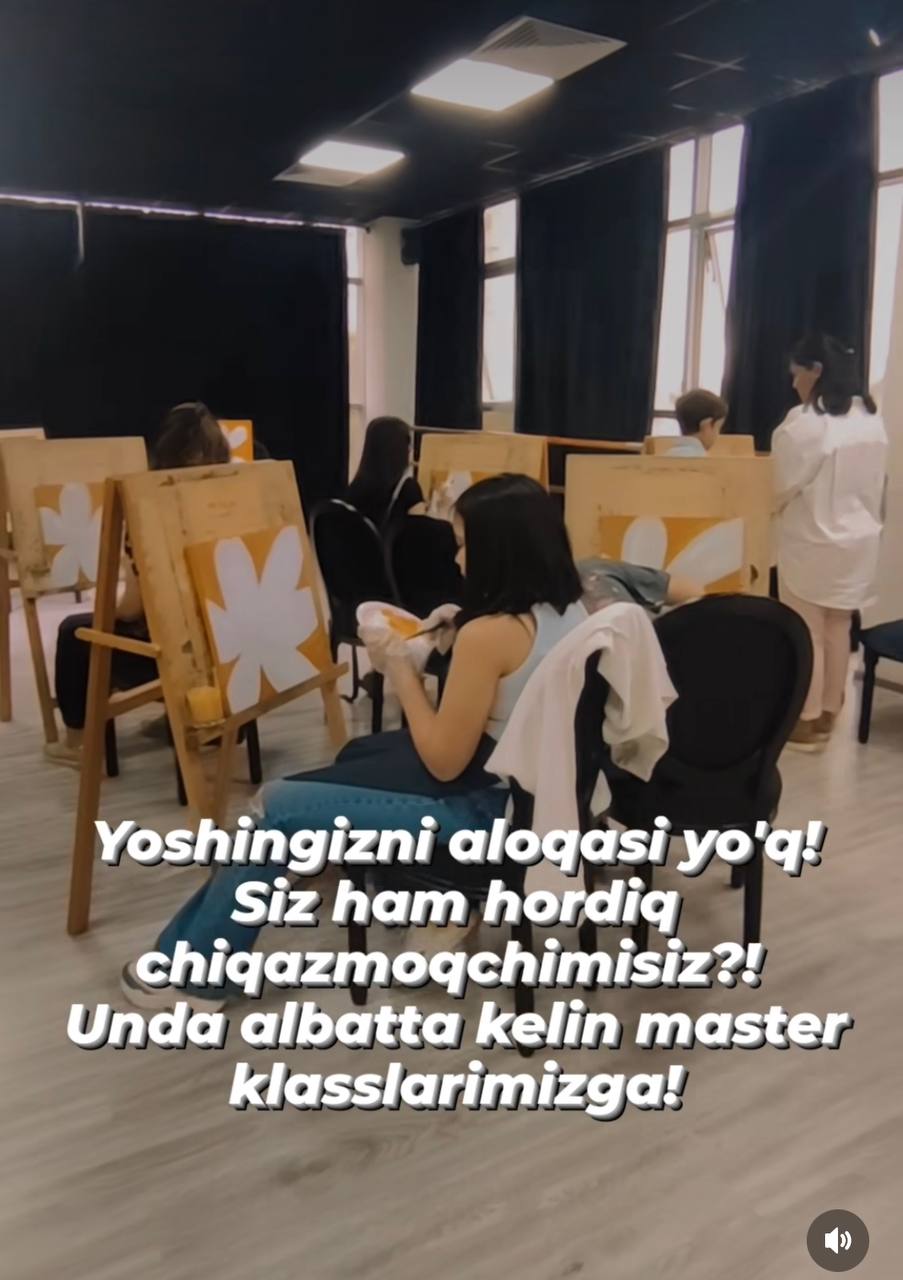 Yoshingizni aloqasi yo'q!
Siz ham hordiq
chiqazmoqchimisiz?!
Unda albatta kelin master
klasslarimizga!